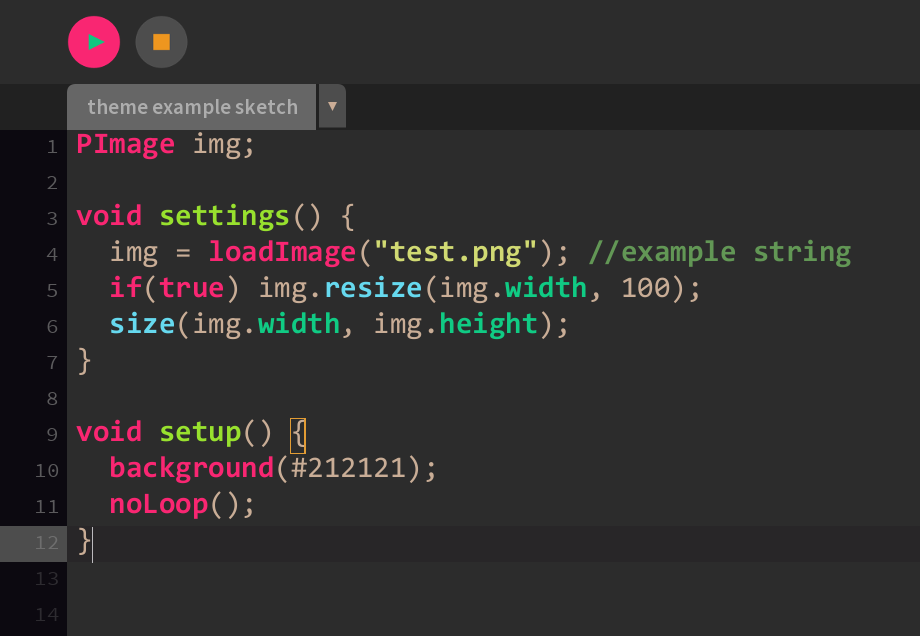 theme example sketch ▼
1 PImage img;
2
3 void settings() {
4   img = loadImage("test.png"); //example string
5   if(true) img.resize(img.width, 100);
6   size(img.width, img.height);
7 }
8
9 void setup() {
10   background(#212121);
11   noLoop();
12 }
13
14